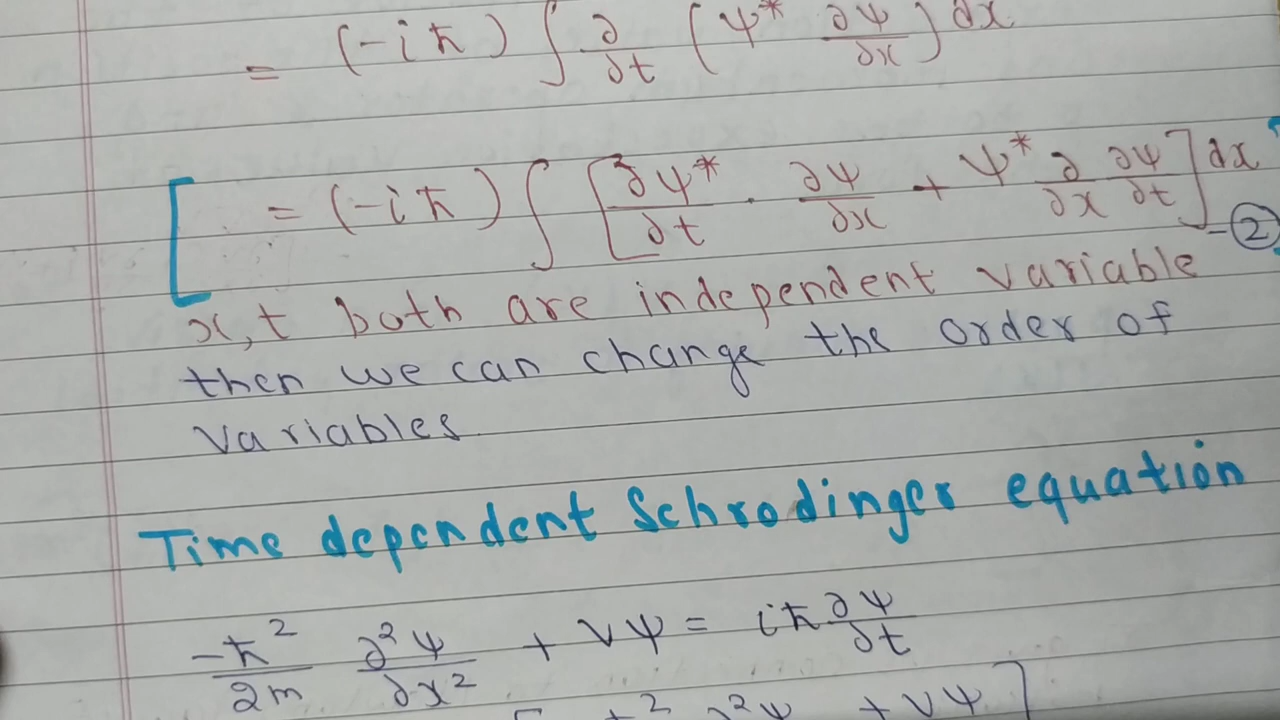 = (-iħ) ∫ ∂/∂t (ψ* ∂ψ/∂x) dx
= (-iħ) ∫ [∂ψ*/∂t · ∂ψ/∂x + ψ* ∂/∂x ∂ψ/∂t] dx -②
x, t both are independent variable
then we can change the order of
variables
Time dependent Schrodinger equation
-ħ²/2m ∂²ψ/∂x² + Vψ = iħ ∂ψ/∂t
+ Vψ ]